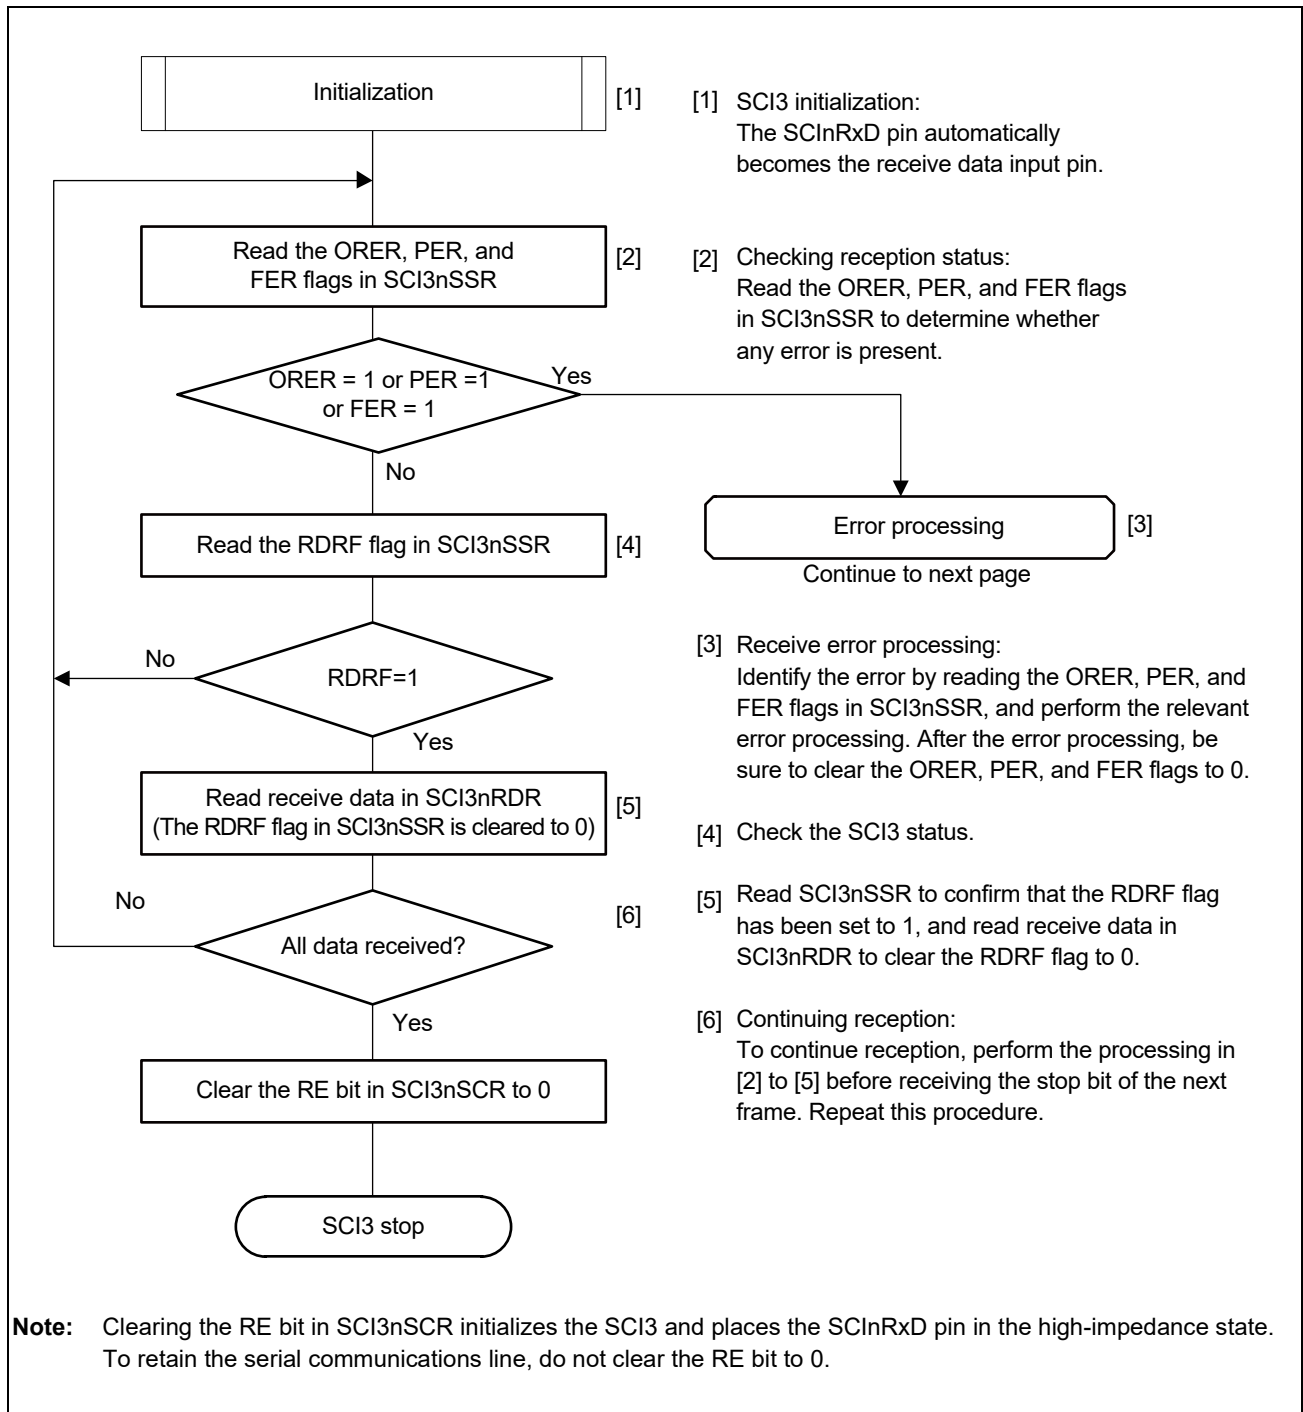 Initialization
[1]
[1] SCI3 initialization:
The SCInRxD pin automatically
becomes the receive data input pin.
Read the ORER, PER, and
FER flags in SCI3nSSR
[2]
[2] Checking reception status:
Read the ORER, PER, and FER flags
in SCI3nSSR to determine whether
any error is present.
ORER = 1 or PER =1
or FER = 1
Yes
No
Read the RDRF flag in SCI3nSSR
[4]
Error processing
[3]
Continue to next page
[3] Receive error processing:
Identify the error by reading the ORER, PER, and
FER flags in SCI3nSSR, and perform the relevant
error processing. After the error processing, be
sure to clear the ORER, PER, and FER flags to 0.
No
RDRF=1
Yes
Read receive data in SCI3nRDR
(The RDRF flag in SCI3nSSR is cleared to 0)
[5]
[4] Check the SCI3 status.
[5] Read SCI3nSSR to confirm that the RDRF flag
has been set to 1, and read receive data in
SCI3nRDR to clear the RDRF flag to 0.
No
[6]
All data received?
Yes
[6] Continuing reception:
To continue reception, perform the processing in
[2] to [5] before receiving the stop bit of the next
frame. Repeat this procedure.
Clear the RE bit in SCI3nSCR to 0
SCI3 stop
Note: Clearing the RE bit in SCI3nSCR initializes the SCI3 and places the SCInRxD pin in the high-impedance state.
To retain the serial communications line, do not clear the RE bit to 0.